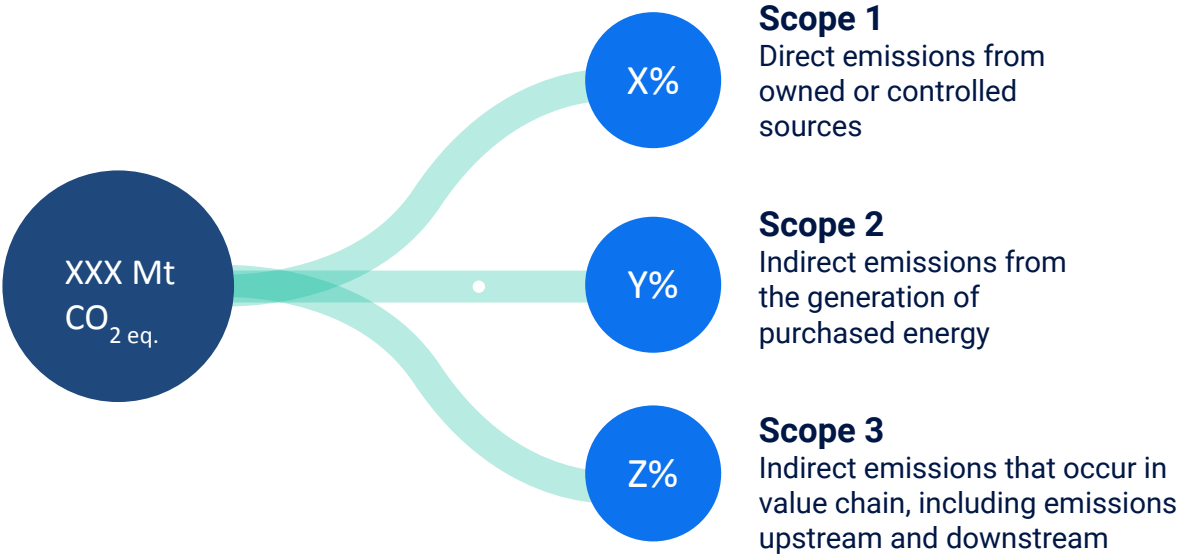 XXX Mt
CO2 eq.
X%
Scope 1
Direct emissions from
owned or controlled
sources
Y%
Scope 2
Indirect emissions from
the generation of
purchased energy
Z%
Scope 3
Indirect emissions that occur in
value chain, including emissions
upstream and downstream